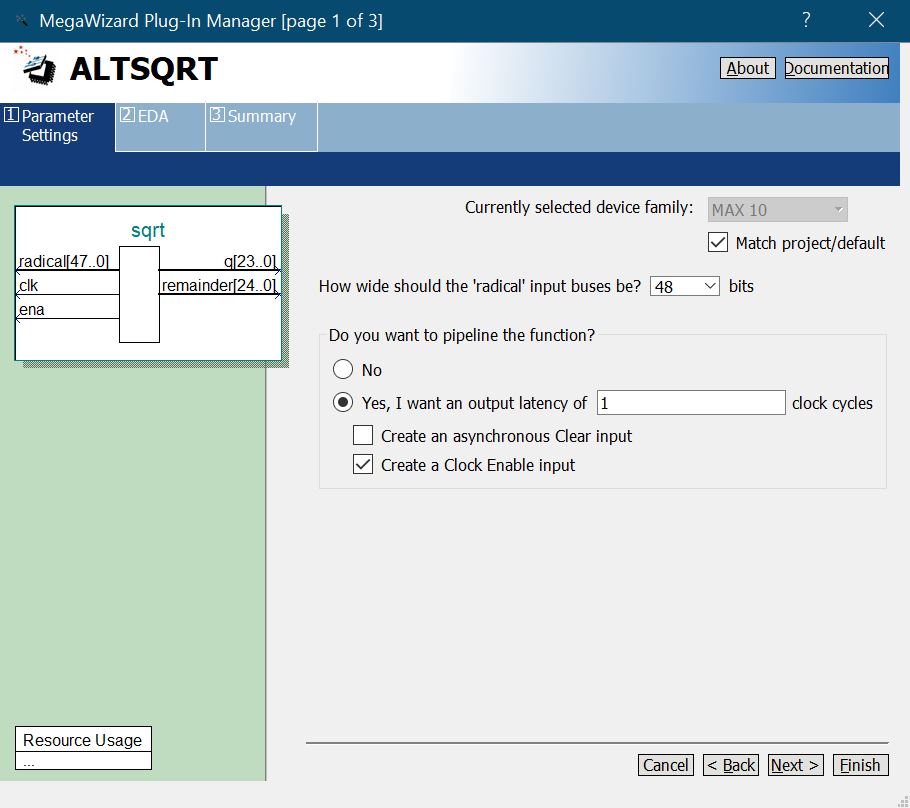 MegaWizard Plug-In Manager [page 1 of 3]
?
ALTSQRT
About
Documentation
1 Parameter Settings
2 EDA
3 Summary
Currently selected device family:
MAX 10
Match project/default
sqrt
radical[47..0]
q[23..0]
clk
remainder[24..0]
ena
How wide should the 'radical' input buses be?
48
bits
Do you want to pipeline the function?
No
Yes, I want an output latency of
1
clock cycles
Create an asynchronous Clear input
Create a Clock Enable input
Resource Usage
...
Cancel
< Back
Next >
Finish